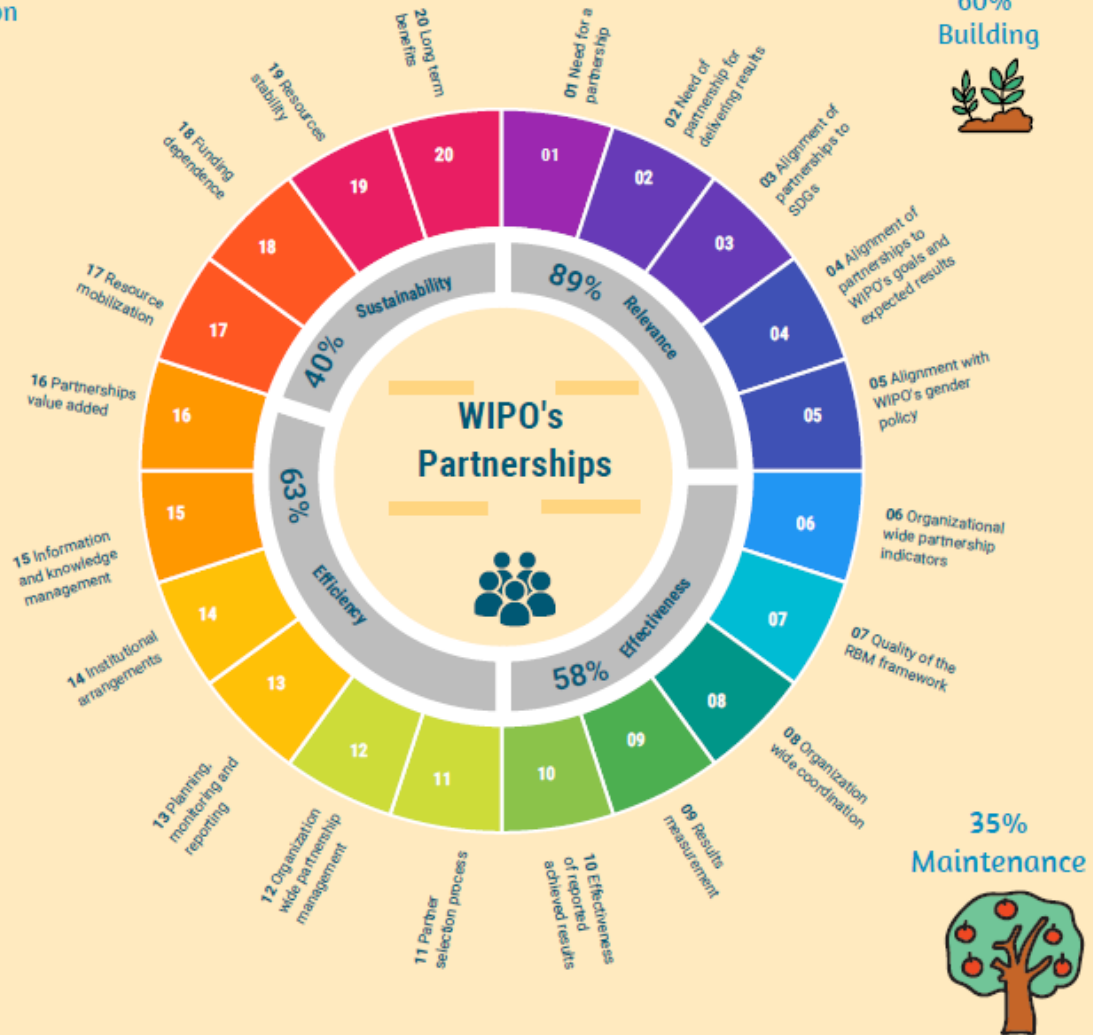 on
60%
Building
01 Need for a
partnership
02 Need of
partnership for
delivering results
03 Alignment of
partnerships to
SDGs
04 Alignment of
partnerships to
WIPO's goals and
expected results
05 Alignment with
WIPO's gender
policy
06 Organizational
wide partnership
indicators
07 Quality of the
RBM framework
08 Organization
wide coordination
09 Results
measurement
10 Effectiveness
of reported
achieved results
11 Partner
selection process
12 Organization
wide partnership
management
13 Planning,
monitoring and
reporting
14 Institutional
arrangements
15 Information
and knowledge
management
16 Partnerships
value added
17 Resource
mobilization
18 Funding
dependence
19 Resources
stability
20 Long term
benefits
01
02
03
04
05
06
07
08
09
10
11
12
13
14
15
16
17
18
19
20
89% Relevance
58% Effectiveness
63% Efficiency
40% Sustainability
WIPO's
Partnerships
35%
Maintenance